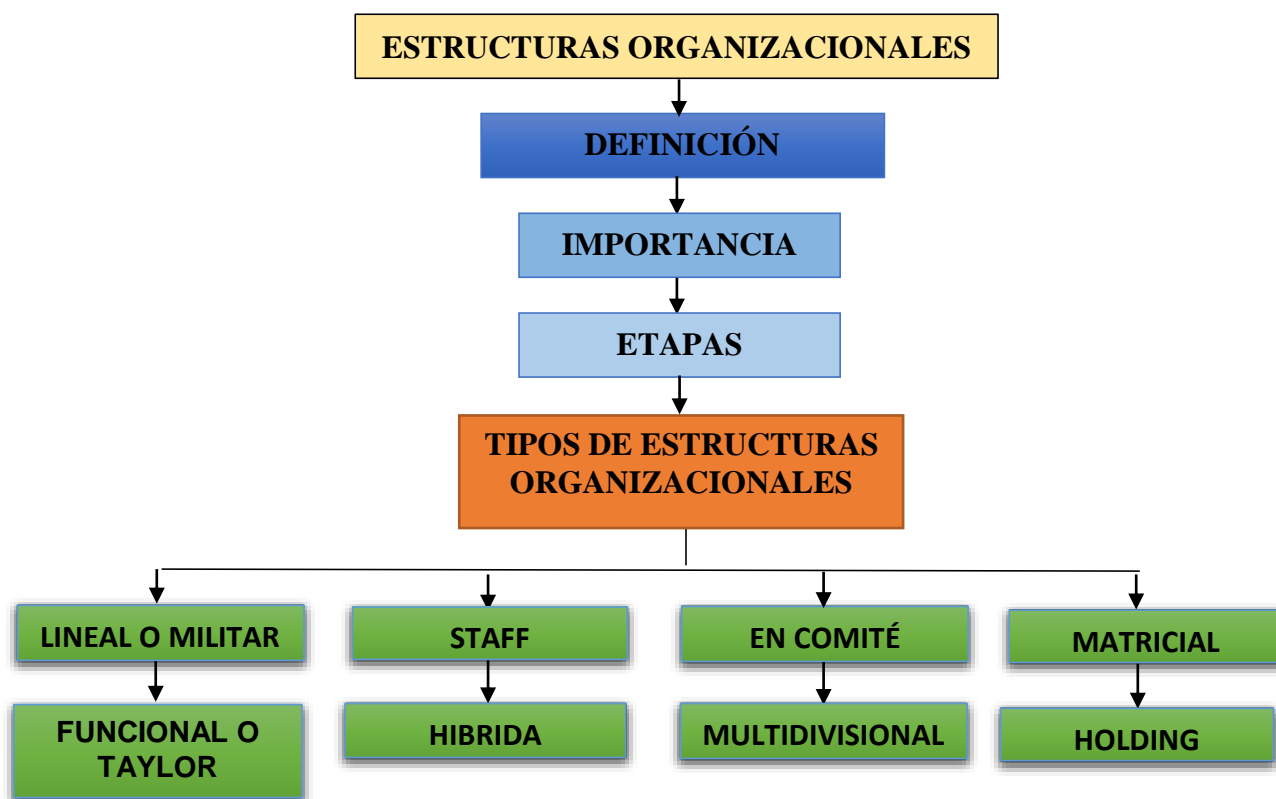 ESTRUCTURAS ORGANIZACIONALES
DEFINICIÓN
IMPORTANCIA
ETAPAS
TIPOS DE ESTRUCTURAS
ORGANIZACIONALES
LINEAL O MILITAR
STAFF
EN COMITÉ
MATRICIAL
FUNCIONAL O
TAYLOR
HIBRIDA
MULTIDIVISIONAL
HOLDING